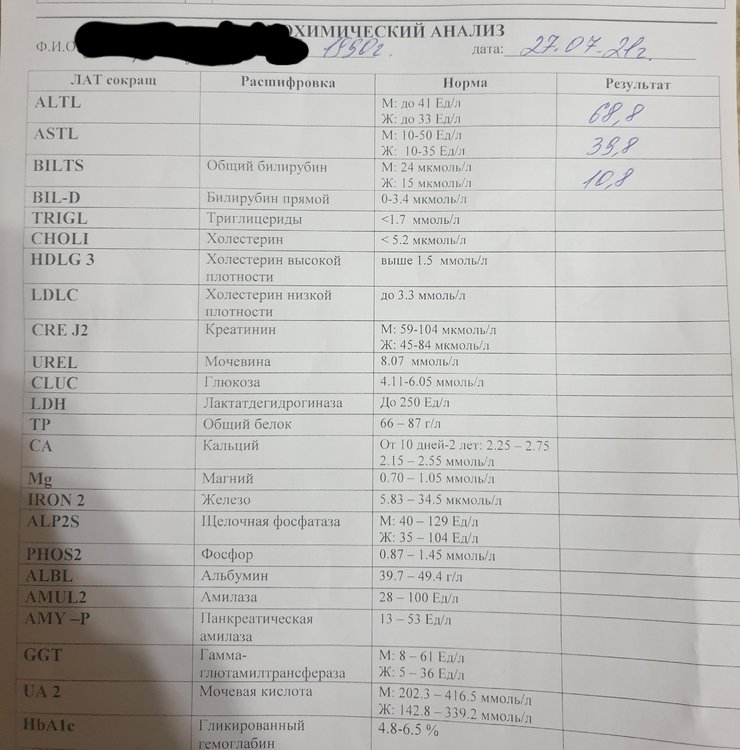 ОХИМИЧЕСКИЙ АНАЛИЗ
Ф.И.О 1950г. дата: 27.07.21г.
ЛАТ сокращ Расшифровка Норма Результат
ALTL М: до 41 Ед/л
Ж: до 33 Ед/л 68,8
ASTL М: 10-50 Ед/л
Ж: 10-35 Ед/л 39,8
BILTS Общий билирубин М: 24 мкмоль/л
Ж: 15 мкмоль/л 10,8
BIL-D Билирубин прямой 0-3.4 мкмоль/л
TRIGL Триглицериды <1.7 ммоль/л
CHOLI Холестерин < 5.2 мкмоль/л
HDLG 3 Холестерин высокой выше 1.5 ммоль/л
плотности
LDLC Холестерин низкой до 3.3 ммоль/л
плотности
CRE J2 Креатинин М: 59-104 мкмоль/л
Ж: 45-84 мкмоль/л
UREL Мочевина 8.07 ммоль/л
CLUC Глюкоза 4.11-6.05 ммоль/л
LDH Лактатдегидрогиназа До 250 Ед/л
TP Общий белок 66 – 87 г/л
CA Кальций От 10 дней-2 лет: 2.25 – 2.75
2.15 – 2.55 ммоль/л
Mg Магний 0.70 – 1.05 ммоль/л
IRON 2 Железо 5.83 – 34.5 мкмоль/л
ALP2S Щелочная фосфатаза М: 40 – 129 Ед/л
Ж: 35 – 104 Ед/л
PHOS2 Фосфор 0.87 – 1.45 ммоль/л
ALBL Альбумин 39.7 – 49.4 г/л
AMUL2 Амилаза 28 – 100 Ед/л
AMY –P Панкреатическая 13 – 53 Ед/л
амилаза
GGT Гамма- М: 8 – 61 Ед/л
глютамилтрансфераза Ж: 5 – 36 Ед/л
UA 2 Мочевая кислота М: 202.3 – 416.5 ммоль/л
Ж: 142.8 – 339.2 ммоль/л
HbA1c Гликированный 4.8-6.5 %
гемоглабин